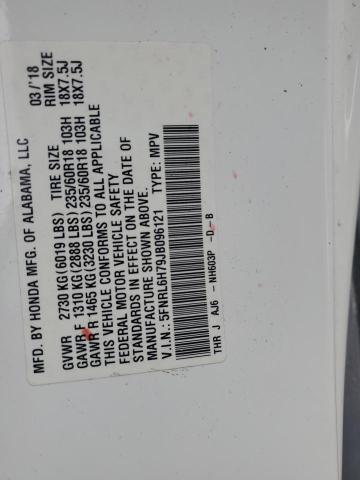 MFD. BY HONDA MFG. OF ALABAMA, LLC 03/'18
GVWR 2730 KG(6019 LBS) TIRE SIZE RIM SIZE
GAWR F 1310 KG(2888 LBS)235/60R18 103H 18X7.5J
GAWR R 1465 KG(3230 LBS)235/60R18 103H 18X7.5J
THIS VEHICLE CONFORMS TO ALL APPLICABLE
FEDERAL MOTOR VEHICLE SAFETY
STANDARDS IN EFFECT ON THE DATE OF
MANUFACTURE SHOWN ABOVE.
V.I.N.: 5FNRL6H79JB096121 TYPE: MPV
THR J AJ6 - NH603P -D- B